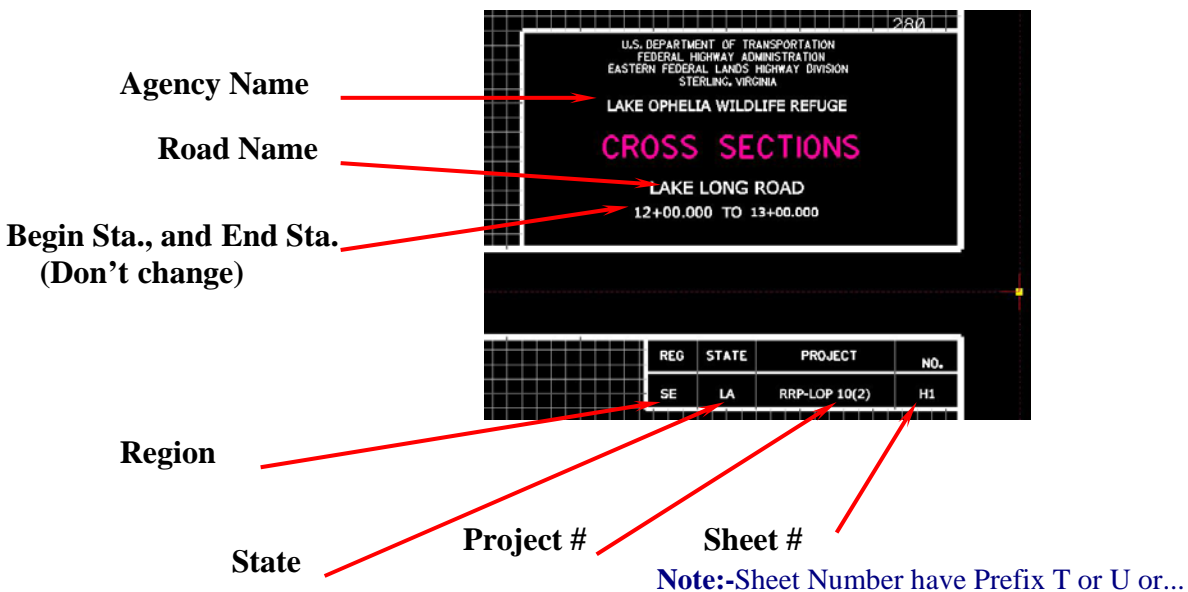 280
U.S. DEPARTMENT OF TRANSPORTATION
FEDERAL HIGHWAY ADMINISTRATION
EASTERN FEDERAL LANDS HIGHWAY DIVISION
STERLING, VIRGINIA
Agency Name
LAKE OPHELIA WILDLIFE REFUGE
Road Name
CROSS SECTIONS
LAKE LONG ROAD
12+00.000 TO 13+00.000
Begin Sta., and End Sta.
(Don't change)
REG STATE PROJECT NO.
SE LA RRP-LOP 10(2) H1
Region
Project # Sheet #
State
Note:-Sheet Number have Prefix T or U or...